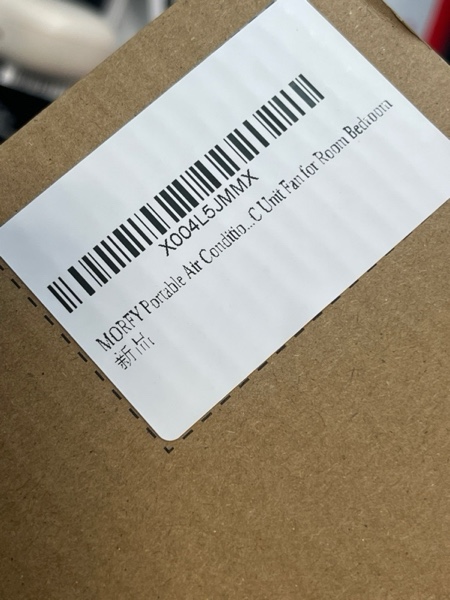 X004L5JMMX
MORFY Portable Air Conditio...C Unit Fan for Room Bedroom
新品